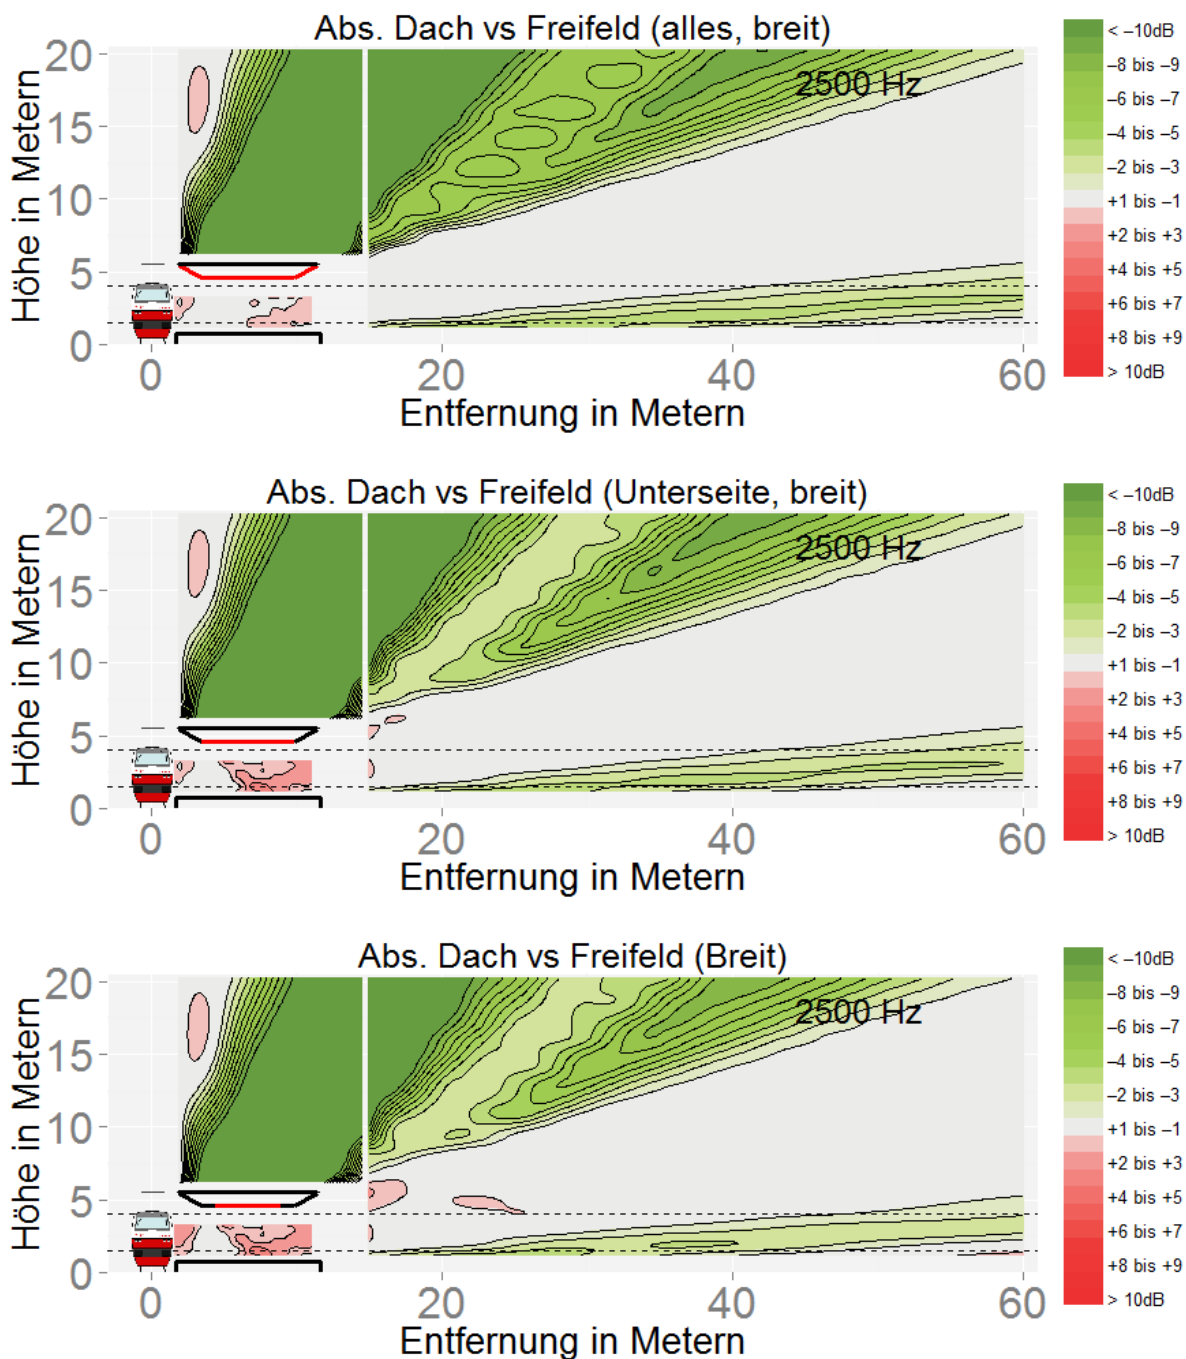 Abs. Dach vs Freifeld (alles, breit)
2500 Hz
Höhe in Metern
20
15
10
5
0
0 20 40 60
Entfernung in Metern
< –10dB
–8 bis –9
–6 bis –7
–4 bis –5
–2 bis –3
+1 bis –1
+2 bis +3
+4 bis +5
+6 bis +7
+8 bis +9
> 10dB
Abs. Dach vs Freifeld (Unterseite, breit)
2500 Hz
Höhe in Metern
20
15
10
5
0
0 20 40 60
Entfernung in Metern
< –10dB
–8 bis –9
–6 bis –7
–4 bis –5
–2 bis –3
+1 bis –1
+2 bis +3
+4 bis +5
+6 bis +7
+8 bis +9
> 10dB
Abs. Dach vs Freifeld (Breit)
2500 Hz
Höhe in Metern
20
15
10
5
0
0 20 40 60
Entfernung in Metern
< –10dB
–8 bis –9
–6 bis –7
–4 bis –5
–2 bis –3
+1 bis –1
+2 bis +3
+4 bis +5
+6 bis +7
+8 bis +9
> 10dB